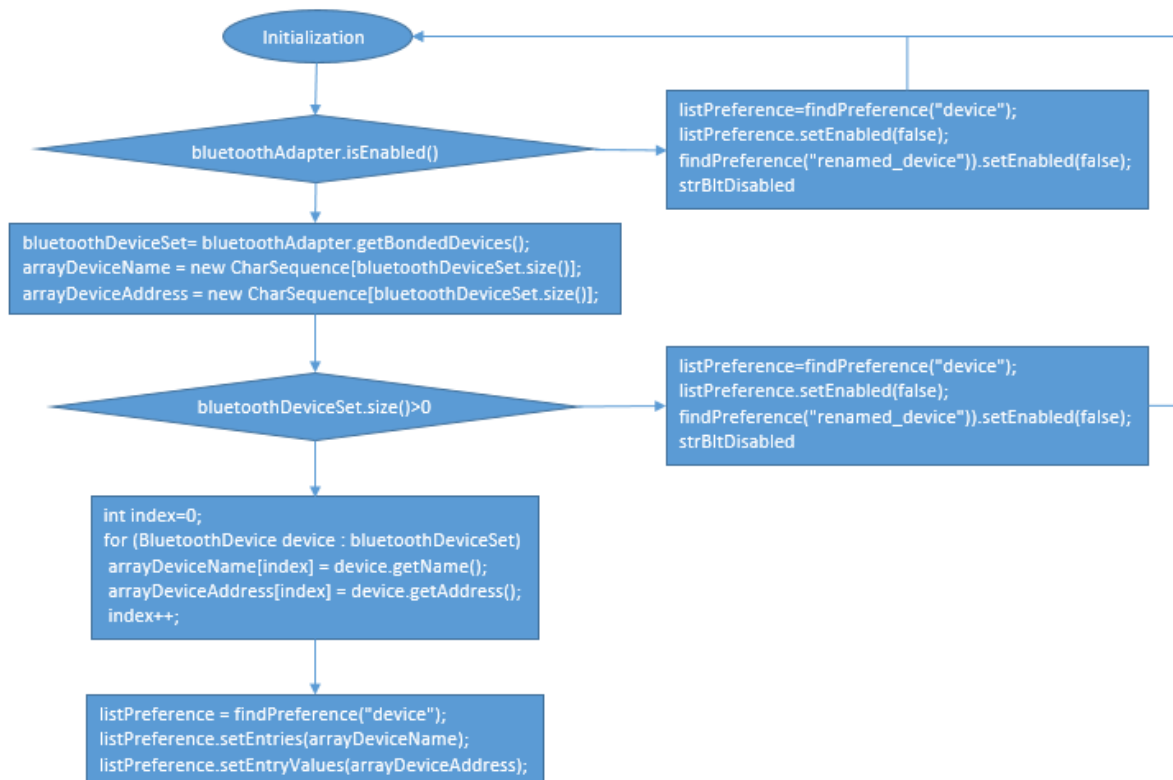 Initialization
bluetoothAdapter.isEnabled()
listPreference=findPreference("device");
listPreference.setEnabled(false);
findPreference("renamed_device")).setEnabled(false);
strBltDisabled
bluetoothDeviceSet= bluetoothAdapter.getBondedDevices();
arrayDeviceName = new CharSequence[bluetoothDeviceSet.size()];
arrayDeviceAddress = new CharSequence[bluetoothDeviceSet.size()];
bluetoothDeviceSet.size()>0
listPreference=findPreference("device");
listPreference.setEnabled(false);
findPreference("renamed_device")).setEnabled(false);
strBltDisabled
int index=0;
for (BluetoothDevice device : bluetoothDeviceSet)
arrayDeviceName[index] = device.getName();
arrayDeviceAddress[index] = device.getAddress();
index++;
listPreference = findPreference("device");
listPreference.setEntries(arrayDeviceName);
listPreference.setEntryValues(arrayDeviceAddress);